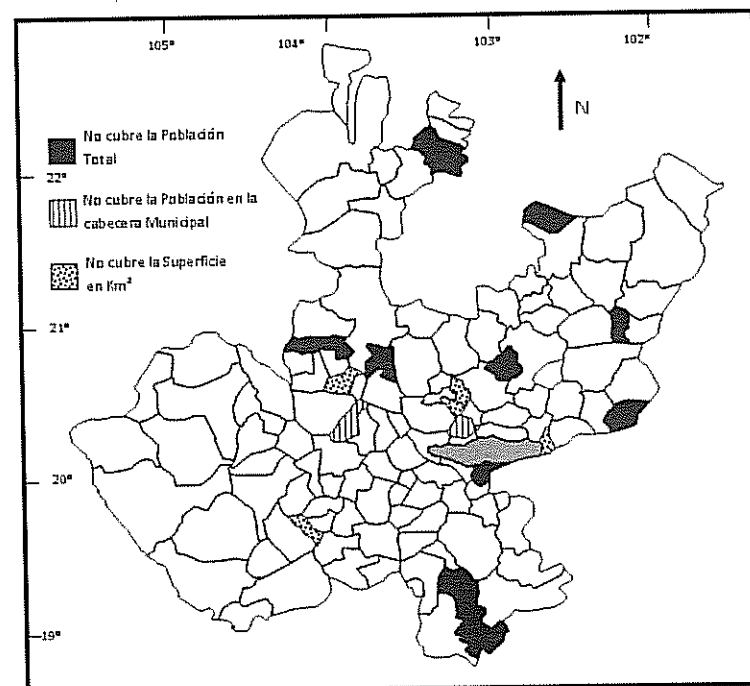 105°
104°
103°
102°
N
No cubre la Población
Total
22°
No cubre la Población en la
cabecera Municipal
No cubre la Superficie
en Km²
21°
20°
19°